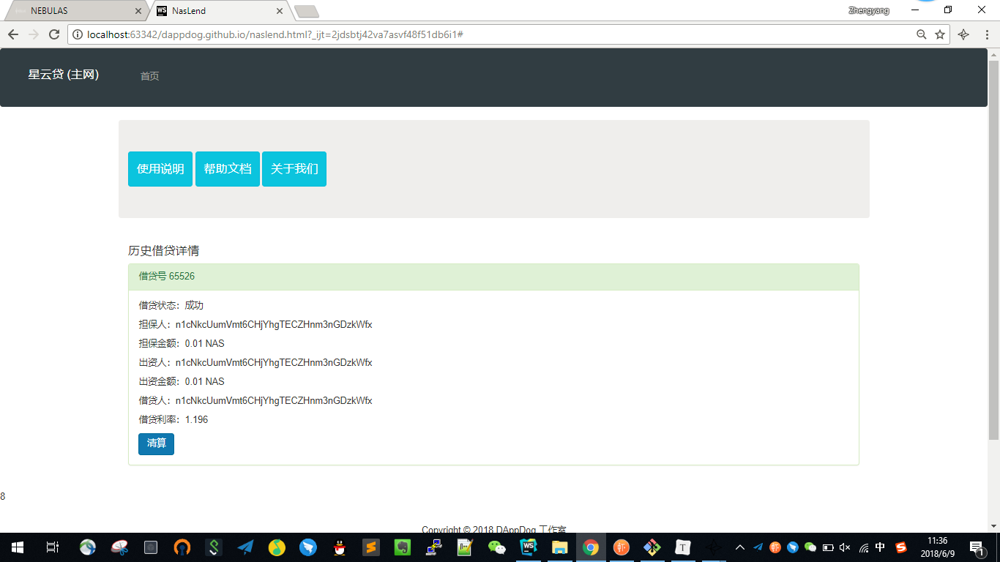 NEBULAS
WS NasLend
Zhengyang
localhost:63342/dappdog.github.io/naslend.html?_ijt=2jdsbtj42va7asvf48f51db6i1#
星云贷 (主网) 首页
使用说明 帮助文档 关于我们
历史借贷详情
借贷号 65526
借贷状态：成功
担保人：n1cNkcUumVmt6CHjYhgTECZHnm3nGDzkWfx
担保金额：0.01 NAS
出资人：n1cNkcUumVmt6CHjYhgTECZHnm3nGDzkWfx
出资金额：0.01 NAS
借贷人：n1cNkcUumVmt6CHjYhgTECZHnm3nGDzkWfx
借贷利率：1.196
清算
8
Copyright © 2018 DAppDog 工作室
WS
T
虾
中
S
11:36
2018/6/9
1